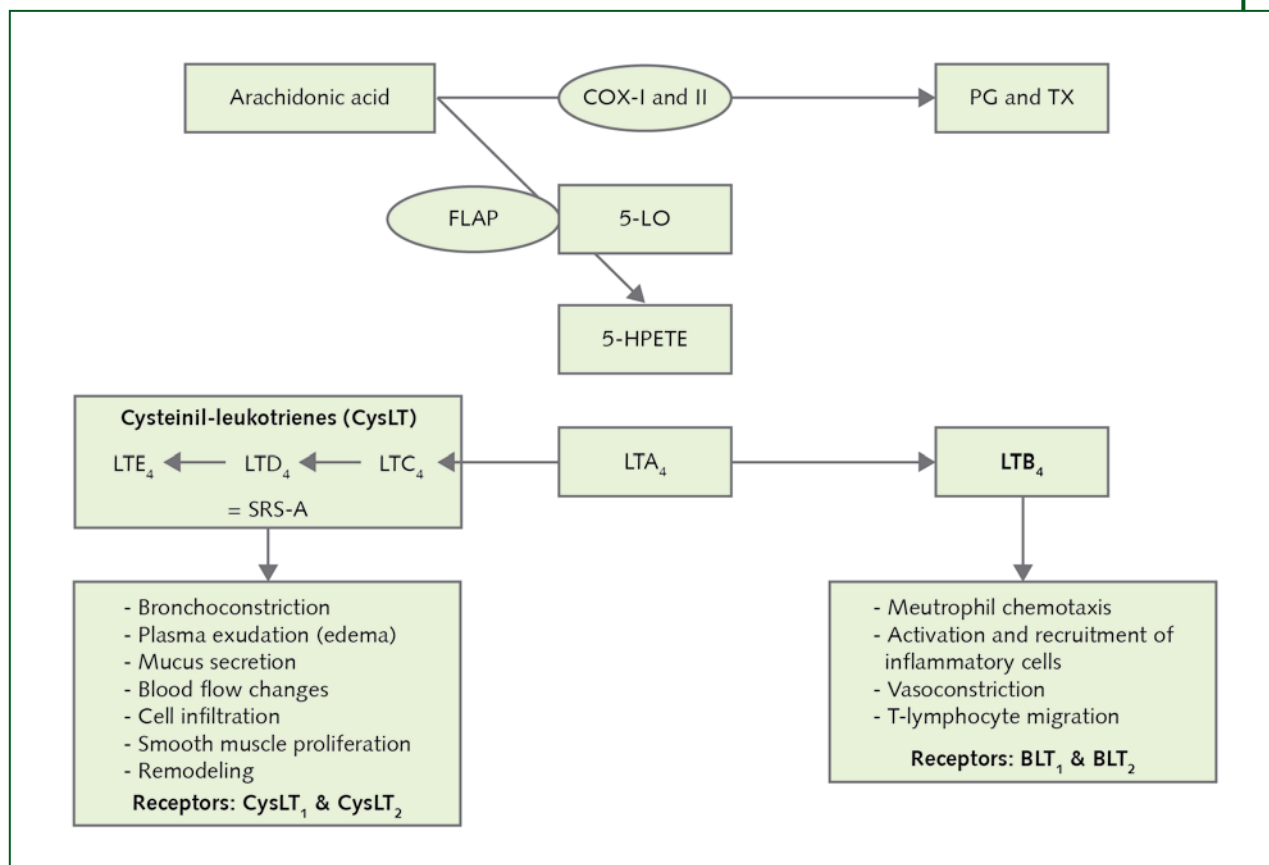 Arachidonic acid
COX-I and II
PG and TX
FLAP
5-LO
5-HPETE
Cysteinil-leukotrienes (CysLT)
LTE₄ LTD₄ LTC₄
= SRS-A
LTA₄
LTB₄
- Bronchoconstriction
- Plasma exudation (edema)
- Mucus secretion
- Blood flow changes
- Cell infiltration
- Smooth muscle proliferation
- Remodeling
Receptors: CysLT₁ & CysLT₂
- Meutrophil chemotaxis
- Activation and recruitment of
inflammatory cells
- Vasoconstriction
- T-lymphocyte migration
Receptors: BLT₁ & BLT₂